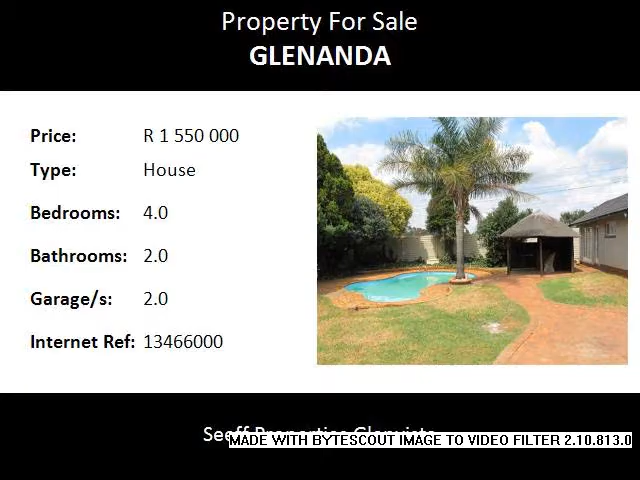 Property For Sale
GLENANDA
Price: R 1 550 000
Type: House
Bedrooms: 4.0
Bathrooms: 2.0
Garage/s: 2.0
Internet Ref: 13466000
MADE WITH BYTESCOUT IMAGE TO VIDEO FILTER 2.10.813.0